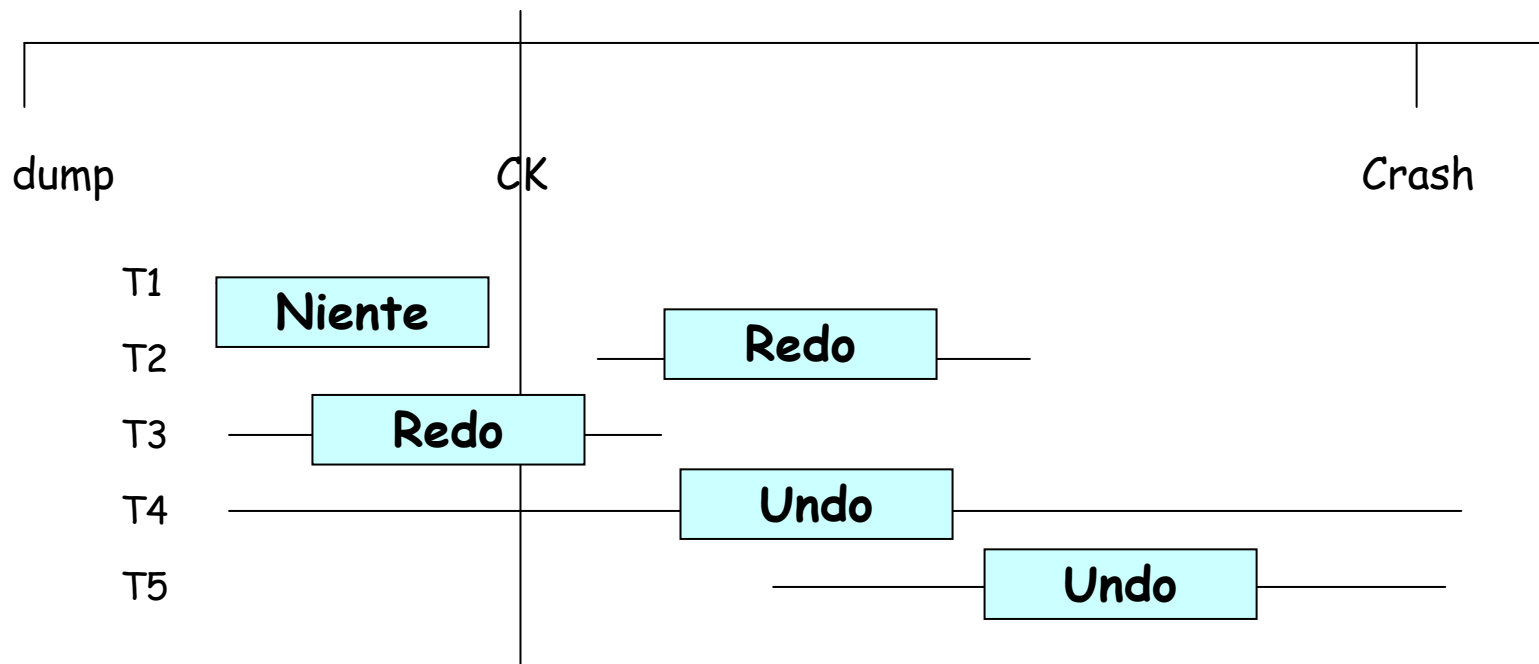 dump CK Crash
T1 Niente
T2 Redo
T3 Redo
T4 Undo
T5 Undo